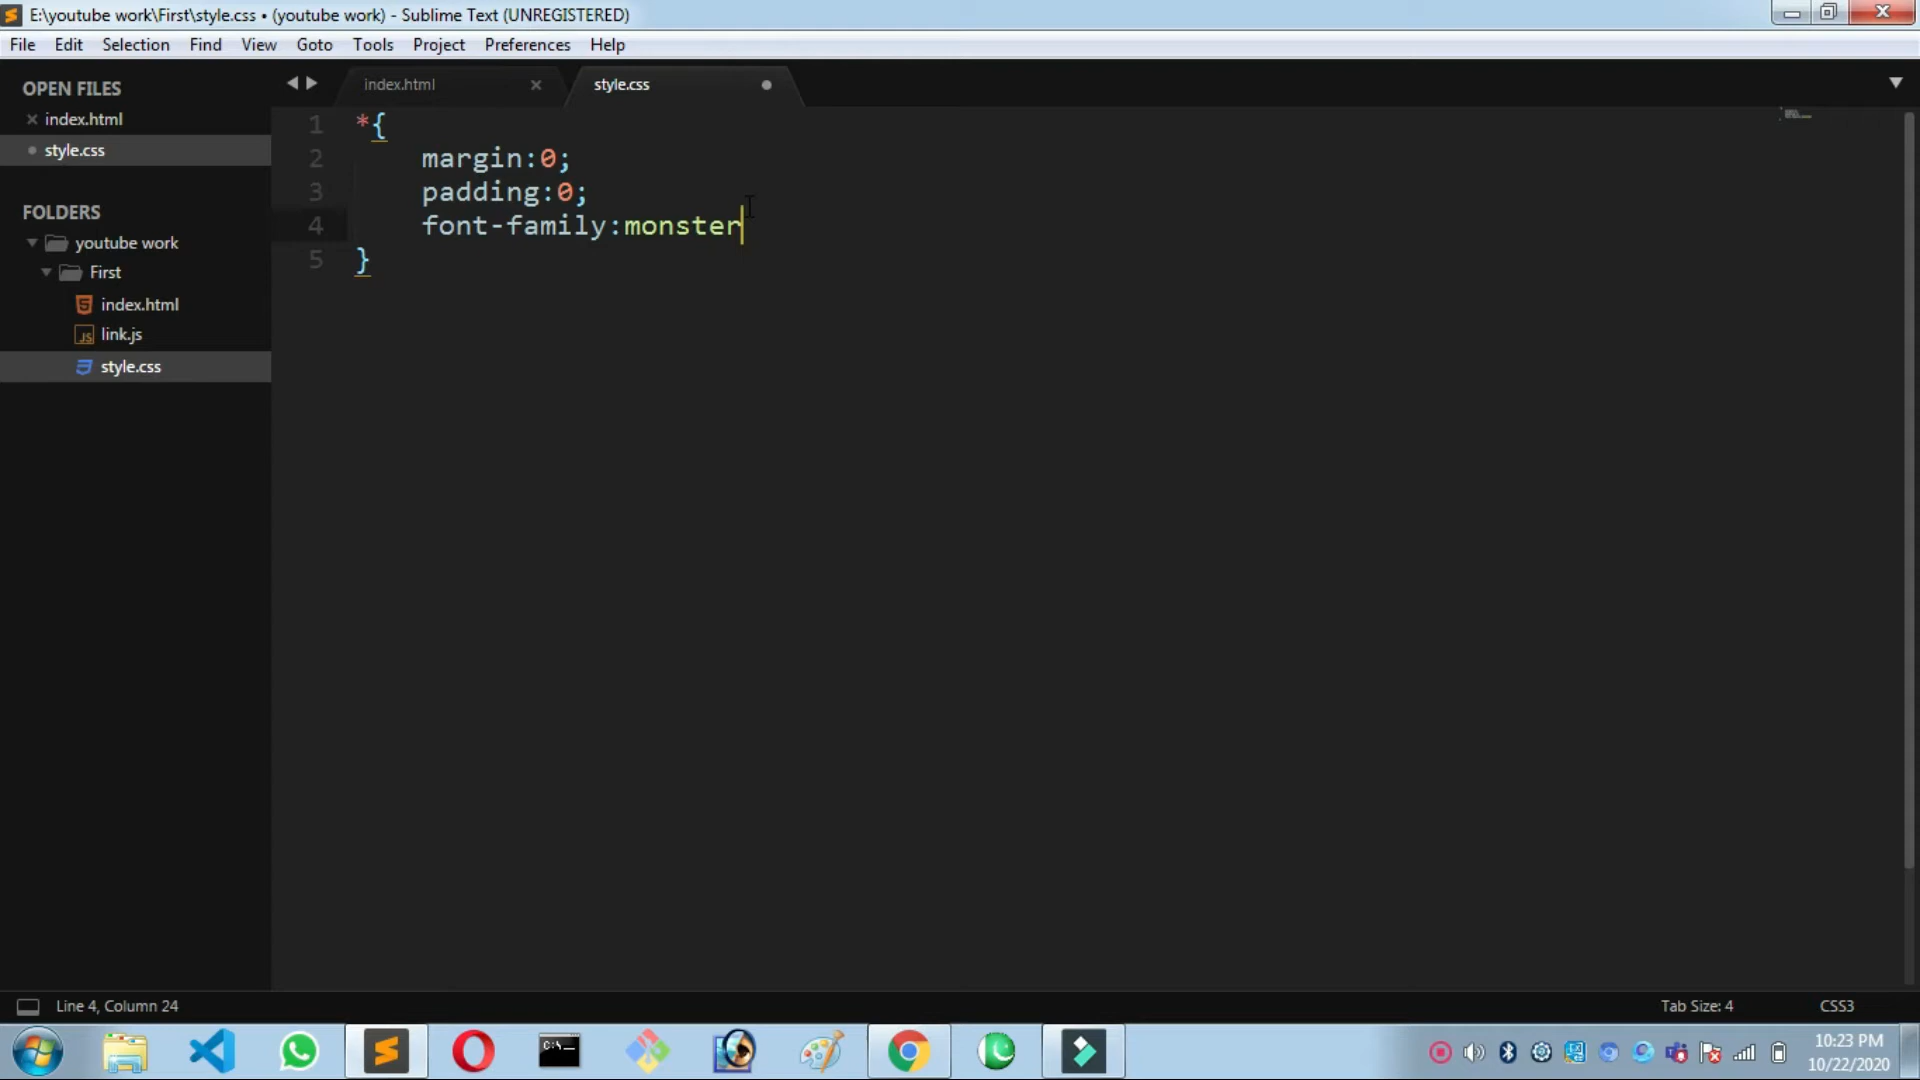 E:\youtube work\First\style.css • (youtube work) - Sublime Text (UNREGISTERED)
File Edit Selection Find View Goto Tools Project Preferences Help
OPEN FILES
index.html
style.css
FOLDERS
youtube work
First
index.html
link.js
style.css
index.html style.css
1 *{
2 margin:0;
3 padding:0;
4 font-family:monster
5 }
Line 4, Column 24 Tab Size: 4 CSS3
10:23 PM
10/22/2020